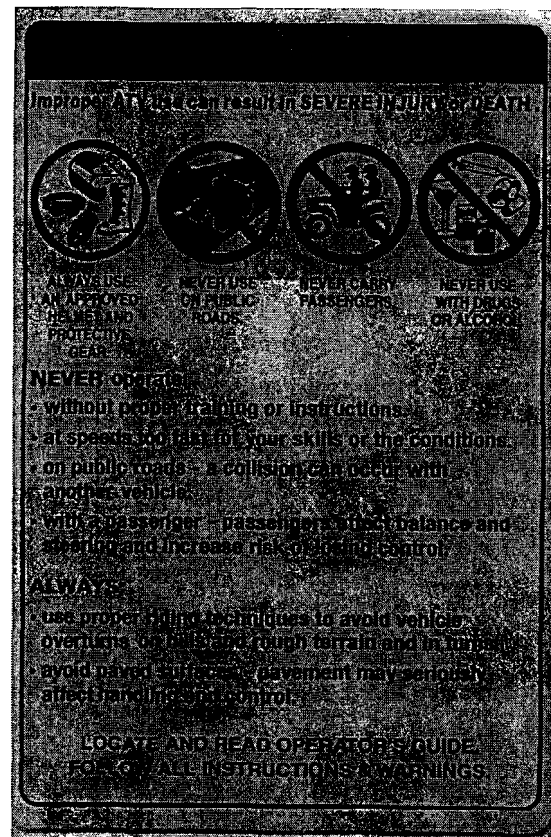 Improper ATV use can result in SEVERE INJURY or DEATH.
ALWAYS USE
AN APPROVED
HELMET AND
PROTECTIVE
GEAR
NEVER USE
ON PUBLIC
ROADS
NEVER CARRY
PASSENGERS
NEVER USE
WITH DRUGS
OR ALCOHOL
NEVER operate:
- without proper training or instructions.
- at speeds too fast for your skills or the conditions.
- on public roads - a collision can occur with
another vehicle.
- with a passenger - passengers affect balance and
steering and increase risk of losing control.
ALWAYS:
- use proper riding techniques to avoid vehicle
overturns on hills and rough terrain and in turns.
- avoid paved surfaces - pavement may seriously
affect handling and control.
LOCATE AND READ OPERATOR'S GUIDE.
FOLLOW ALL INSTRUCTIONS & WARNINGS